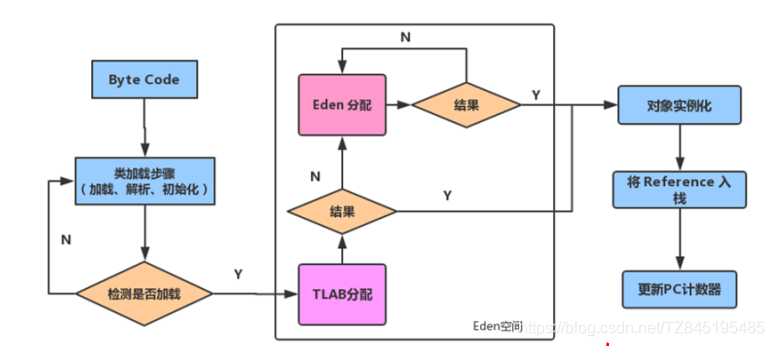 Byte Code
类加载步骤
（加载、解析、初始化）
N
检测是否加载
Y
N
Eden 分配
结果
Y
N
结果
Y
TLAB分配
Eden空间
对象实例化
将 Reference 入
栈
更新PC计数器
https://blog.csdn.net/TZ845195485